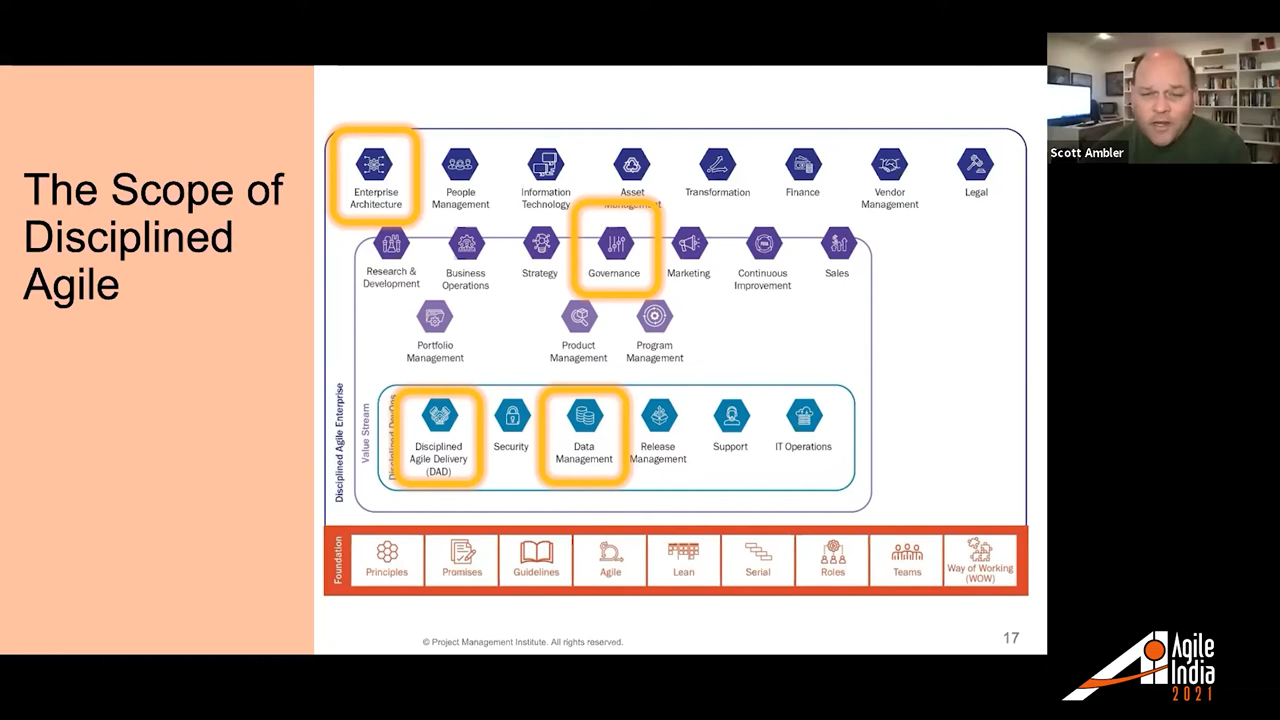 The Scope of
Disciplined
Agile
Scott Ambler
Enterprise
Architecture
People
Management
Information
Technology
Asset
Management
Transformation
Finance
Vendor
Management
Legal
Research &
Development
Business
Operations
Strategy
Governance
Marketing
Continuous
Improvement
Sales
Portfolio
Management
Product
Management
Program
Management
Disciplined Agile Enterprise
Value Stream
Disciplined DevOps
Disciplined
Agile Delivery
(DAD)
Security
Data
Management
Release
Management
Support
IT Operations
Foundation
Principles
Promises
Guidelines
Agile
Lean
Serial
Roles
Teams
Way of Working
(WOW)
© Project Management Institute. All rights reserved.
17
Agile
India
2021